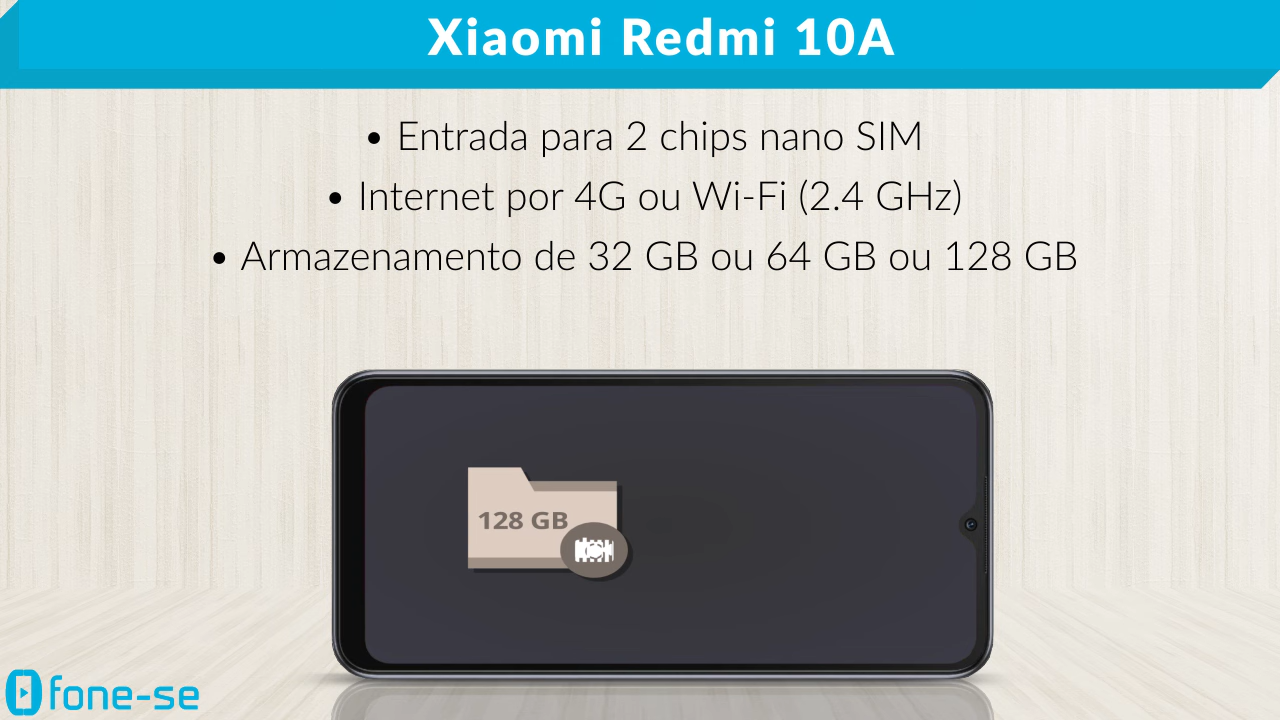 Xiaomi Redmi 10A
• Entrada para 2 chips nano SIM
• Internet por 4G ou Wi-Fi (2.4 GHz)
• Armazenamento de 32 GB ou 64 GB ou 128 GB
128 GB
fone-se